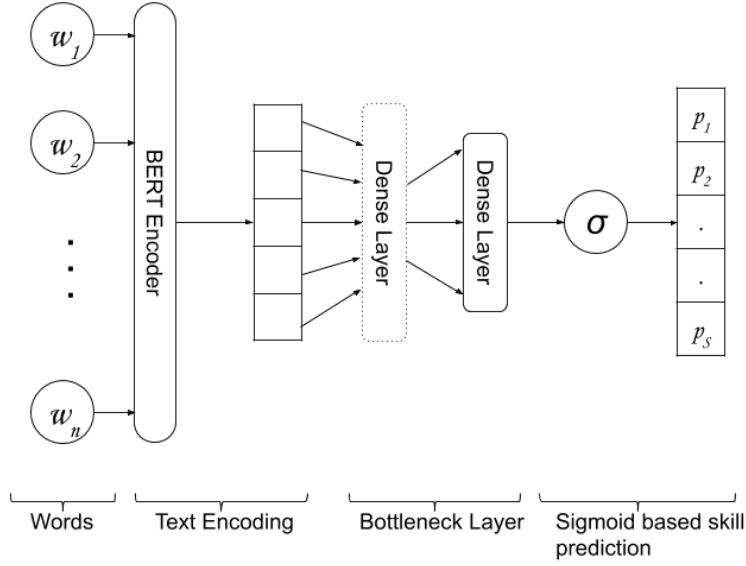 w1
w2
wn
BERT Encoder
Dense Layer
Dense Layer
σ
p1
p2
.
.
pS
Words
Text Encoding
Bottleneck Layer
Sigmoid based skill
prediction